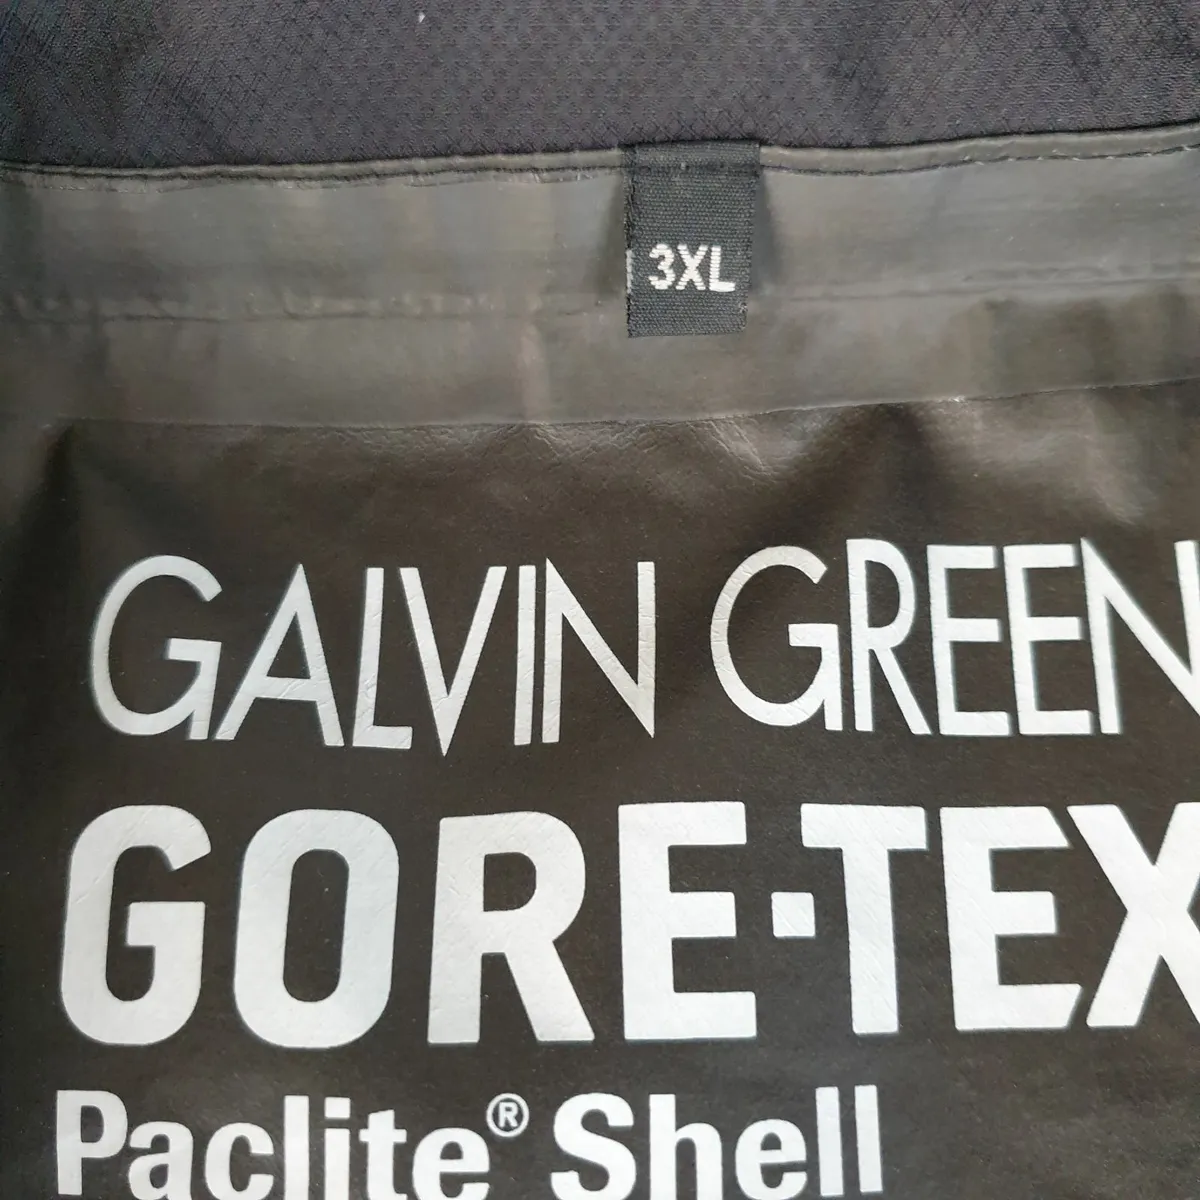 3XL
GALVIN GREEN
GORE-TEX
Paclite® Shell